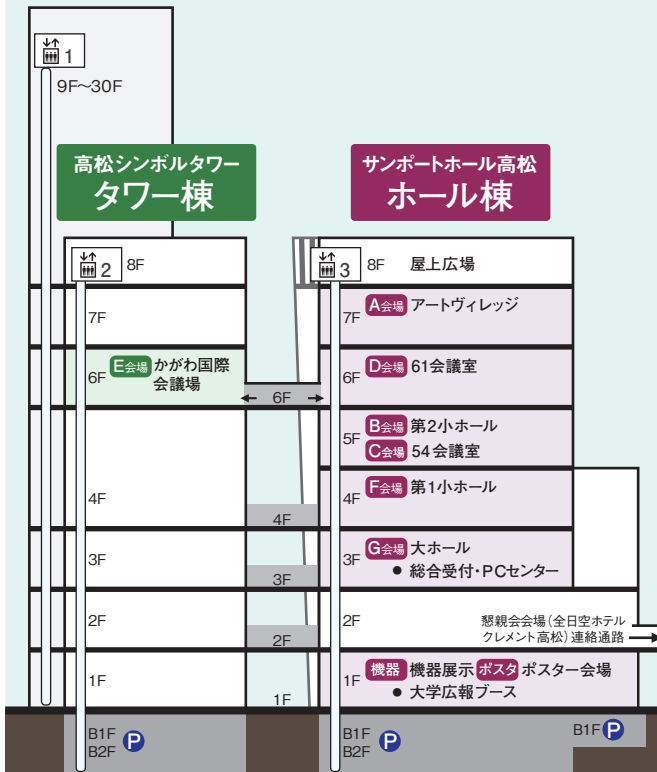 1
9F〜30F
高松シンボルタワー
タワー棟
サンポートホール高松
ホール棟
2
8F
7F
6F
E会場 かがわ国際
会議場
4F
3F
2F
1F
B1F
B2F
P
6F
4F
3F
2F
1F
3
8F 屋上広場
7F
A会場 アートヴィレッジ
6F
D会場 61会議室
5F
B会場 第2小ホール
C会場 54会議室
4F
F会場 第1小ホール
3F
G会場 大ホール
● 総合受付・PCセンター
2F
懇親会会場(全日空ホテル
クレメント高松)連絡通路
1F
機器 機器展示 ポスタ ポスター会場
● 大学広報ブース
B1F
B2F
P
B1F P